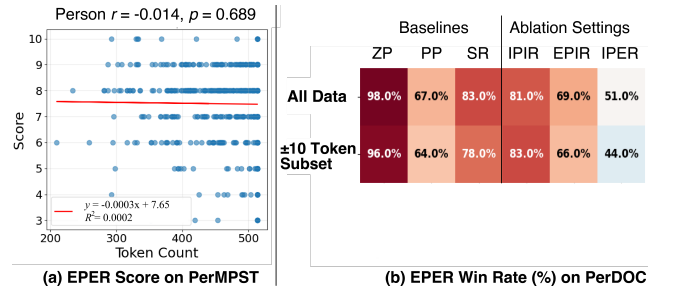 Person r = -0.014, p = 0.689
10
9
8
7
6
5
4
3
Score
y = -0.0003x + 7.65
R²= 0.0002
200
300
400
500
Token Count
(a) EPER Score on PerMPST
Baselines
Ablation Settings
ZP
PP
SR
IPIR
EPIR
IPER
All Data
98.0%
67.0%
83.0%
81.0%
69.0%
51.0%
±10 Token
Subset
96.0%
64.0%
78.0%
83.0%
66.0%
44.0%
(b) EPER Win Rate (%) on PerDOC